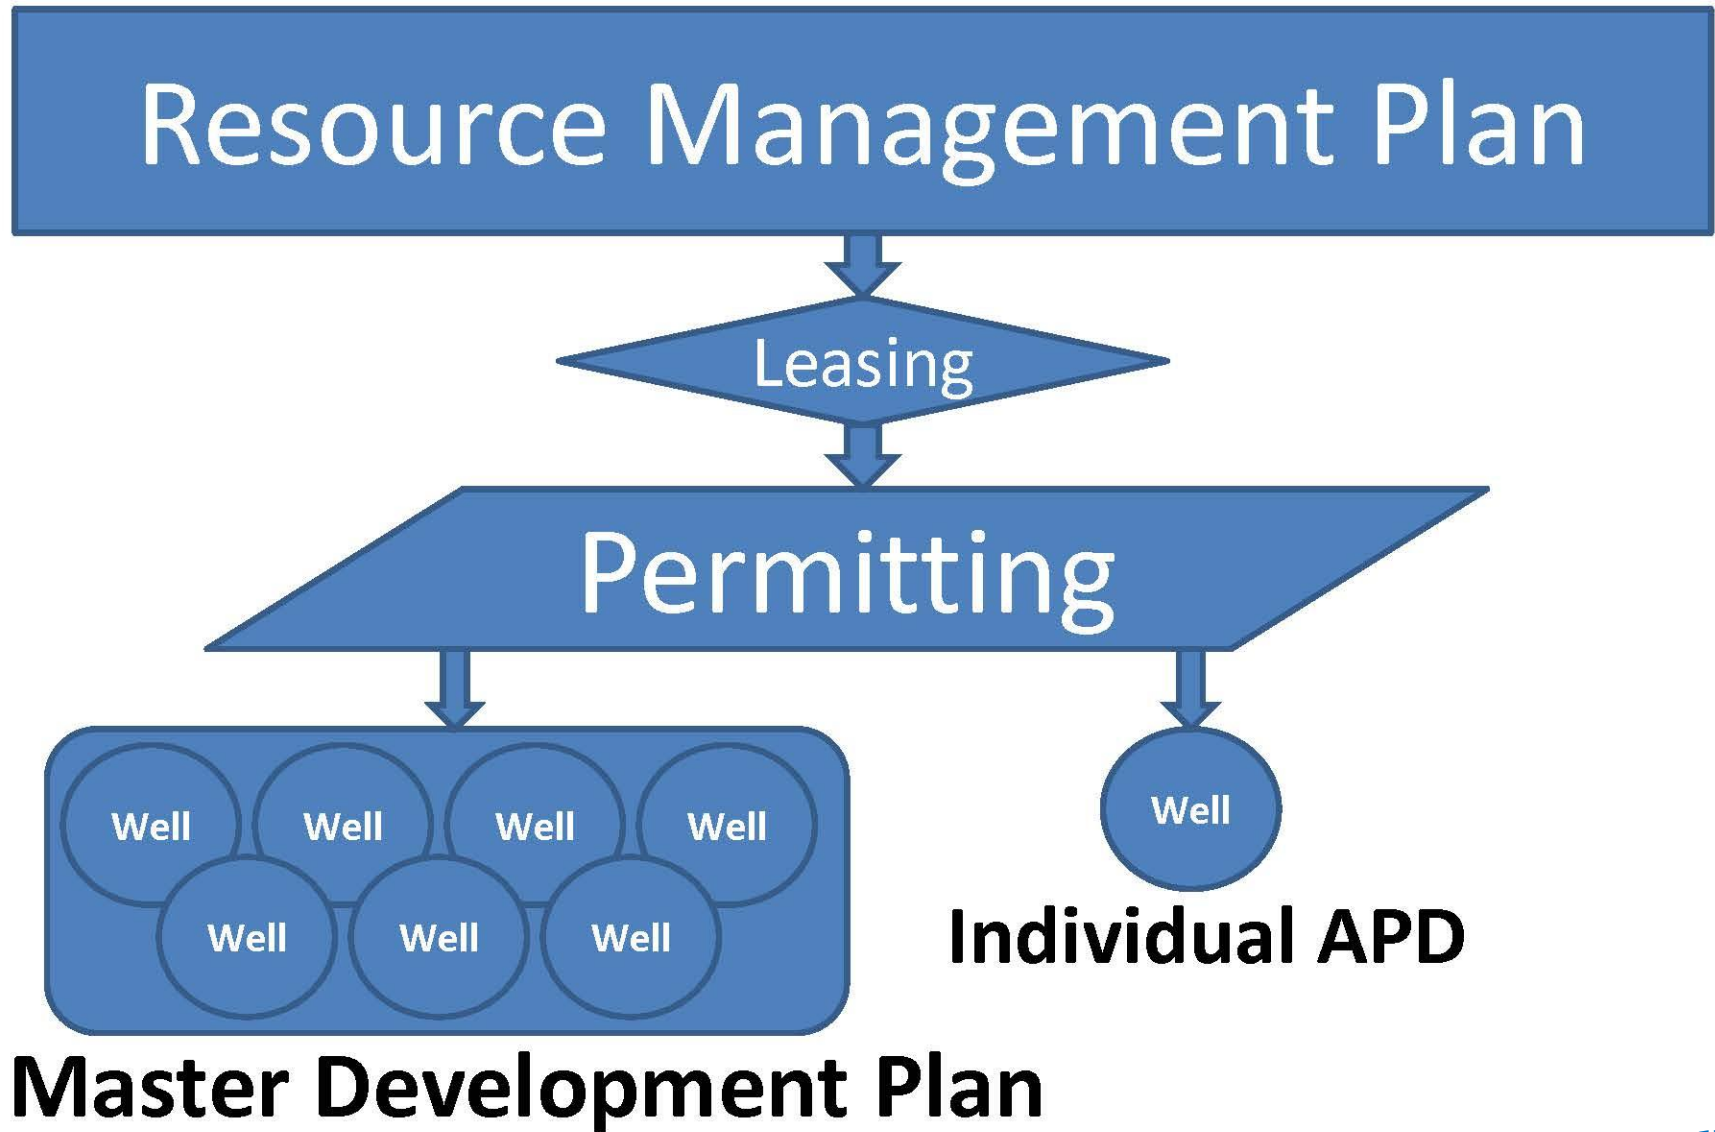 Resource Management Plan
Leasing
Permitting
Well Well Well Well
Well Well Well
Well
Individual APD
Master Development Plan